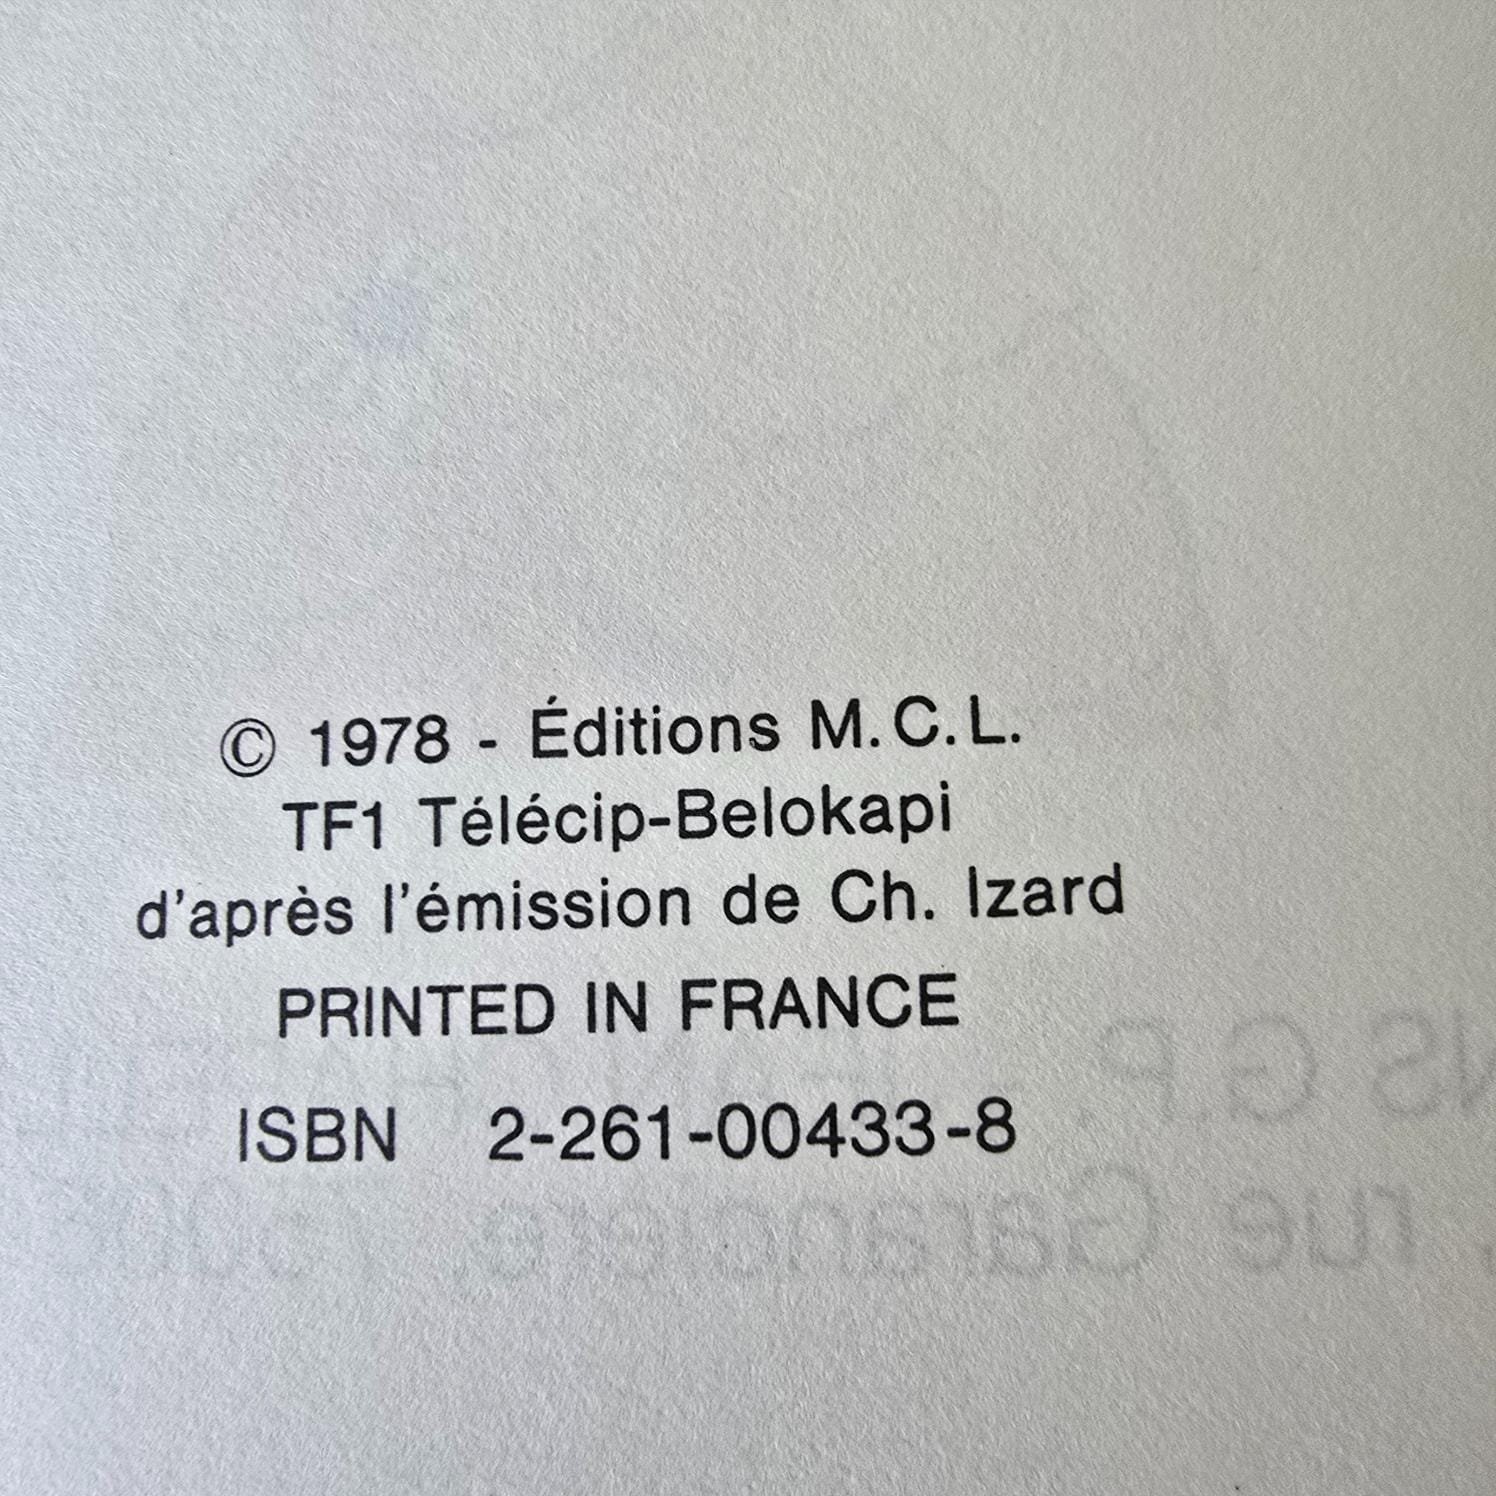 © 1978 - Éditions M.C.L.
TF1 Télécip-Belokapi
d'après l'émission de Ch. Izard
PRINTED IN FRANCE
ISBN 2-261-00433-8